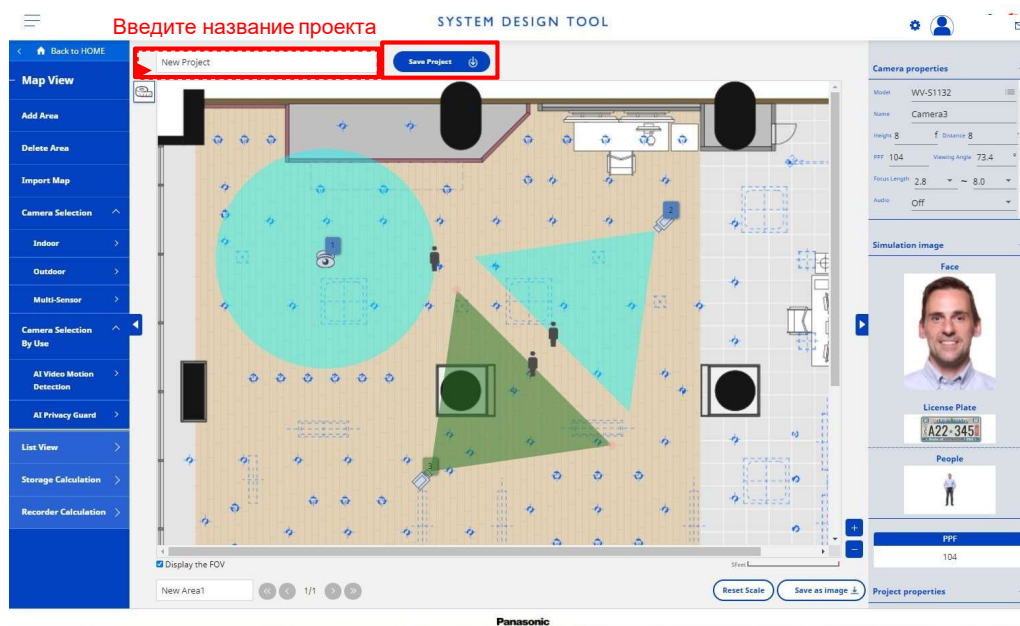 Введите название проекта
SYSTEM DESIGN TOOL
Back to HOME
New Project
Save Project
Map View
Add Area
Delete Area
Import Map
Camera Selection
Indoor
Outdoor
Multi-Sensor
Camera Selection
By Use
AI Video Motion
Detection
AI Privacy Guard
List View
Storage Calculation
Recorder Calculation
1
2
3
Display the FOV
5Feet
New Area1
1/1
Reset Scale
Save as image
Camera properties
Model WV-S1132
Name Camera3
Height 8 f Distance 8
PPF 104 Viewing Angle 73.4 °
Focus Length 2.8 ~ 8.0
Audio Off
Simulation image
Face
License Plate
A22 345
People
PPF
104
Project properties
Panasonic